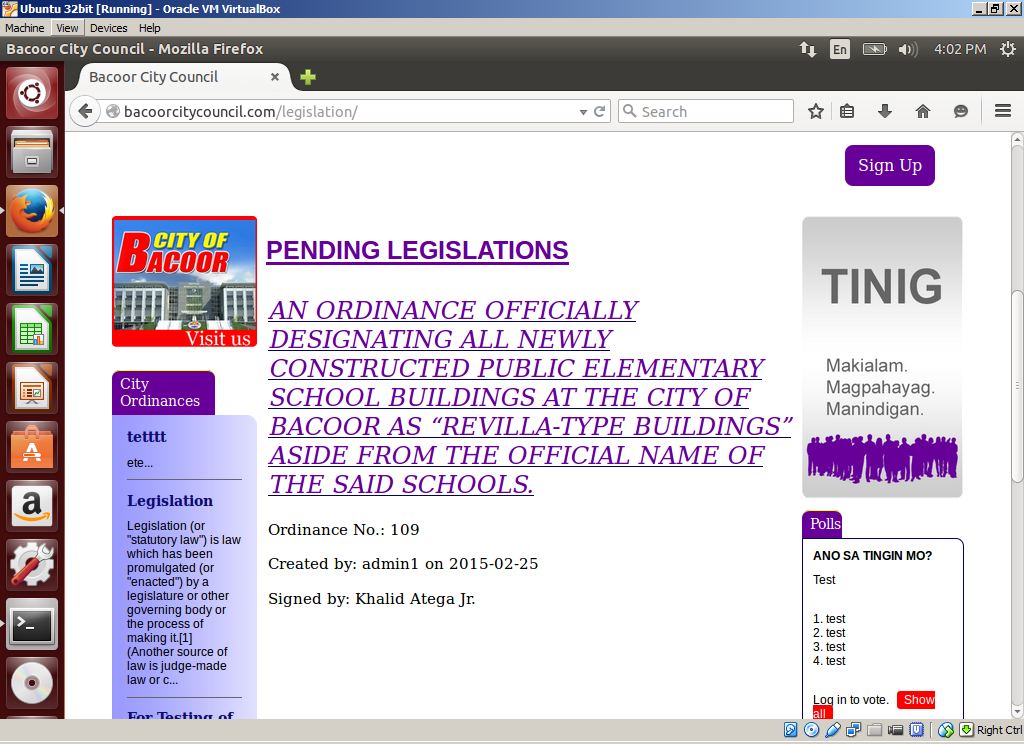 Ubuntu 32bit [Running] - Oracle VM VirtualBox
Machine View Devices Help
Bacoor City Council - Mozilla Firefox
En
4:02 PM
Bacoor City Council
bacoorcitycouncil.com/legislation/
Search
Sign Up
CITY OF
BACOOR
Visit us
City
Ordinances
tetttt
ete...
Legislation
Legislation (or
"statutory law") is law
which has been
promulgated (or
"enacted") by a
legislature or other
governing body or
the process of
making it.[1]
(Another source of
law is judge-made
law or c...
For Testing of
PENDING LEGISLATIONS
AN ORDINANCE OFFICIALLY
DESIGNATING ALL NEWLY
CONSTRUCTED PUBLIC ELEMENTARY
SCHOOL BUILDINGS AT THE CITY OF
BACOOR AS “REVILLA-TYPE BUILDINGS”
ASIDE FROM THE OFFICIAL NAME OF
THE SAID SCHOOLS.
Ordinance No.: 109
Created by: admin1 on 2015-02-25
Signed by: Khalid Atega Jr.
TINIG
Makialam.
Magpahayag.
Manindigan.
Polls
ANO SA TINGIN MO?
Test
1. test
2. test
3. test
4. test
Log in to vote. Show
all
Right Ctrl